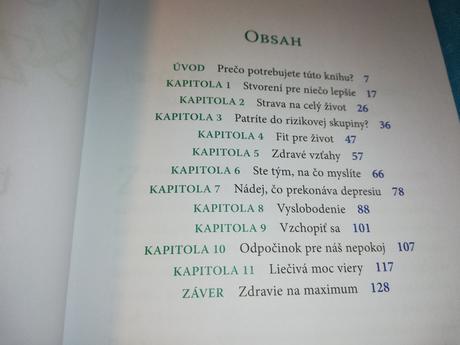 OBSAH
ÚVOD Prečo potrebujete túto knihu? 7
KAPITOLA 1 Stvorení pre niečo lepšie 17
KAPITOLA 2 Strava na celý život 26
KAPITOLA 3 Patríte do rizikovej skupiny? 36
KAPITOLA 4 Fit pre život 47
KAPITOLA 5 Zdravé vzťahy 57
KAPITOLA 6 Ste tým, na čo myslíte 66
KAPITOLA 7 Nádej, čo prekonáva depresiu 78
KAPITOLA 8 Vyslobodenie 88
KAPITOLA 9 Vzchopiť sa 101
KAPITOLA 10 Odpočinok pre náš nepokoj 107
KAPITOLA 11 Liečivá moc viery 117
ZÁVER Zdravie na maximum 128